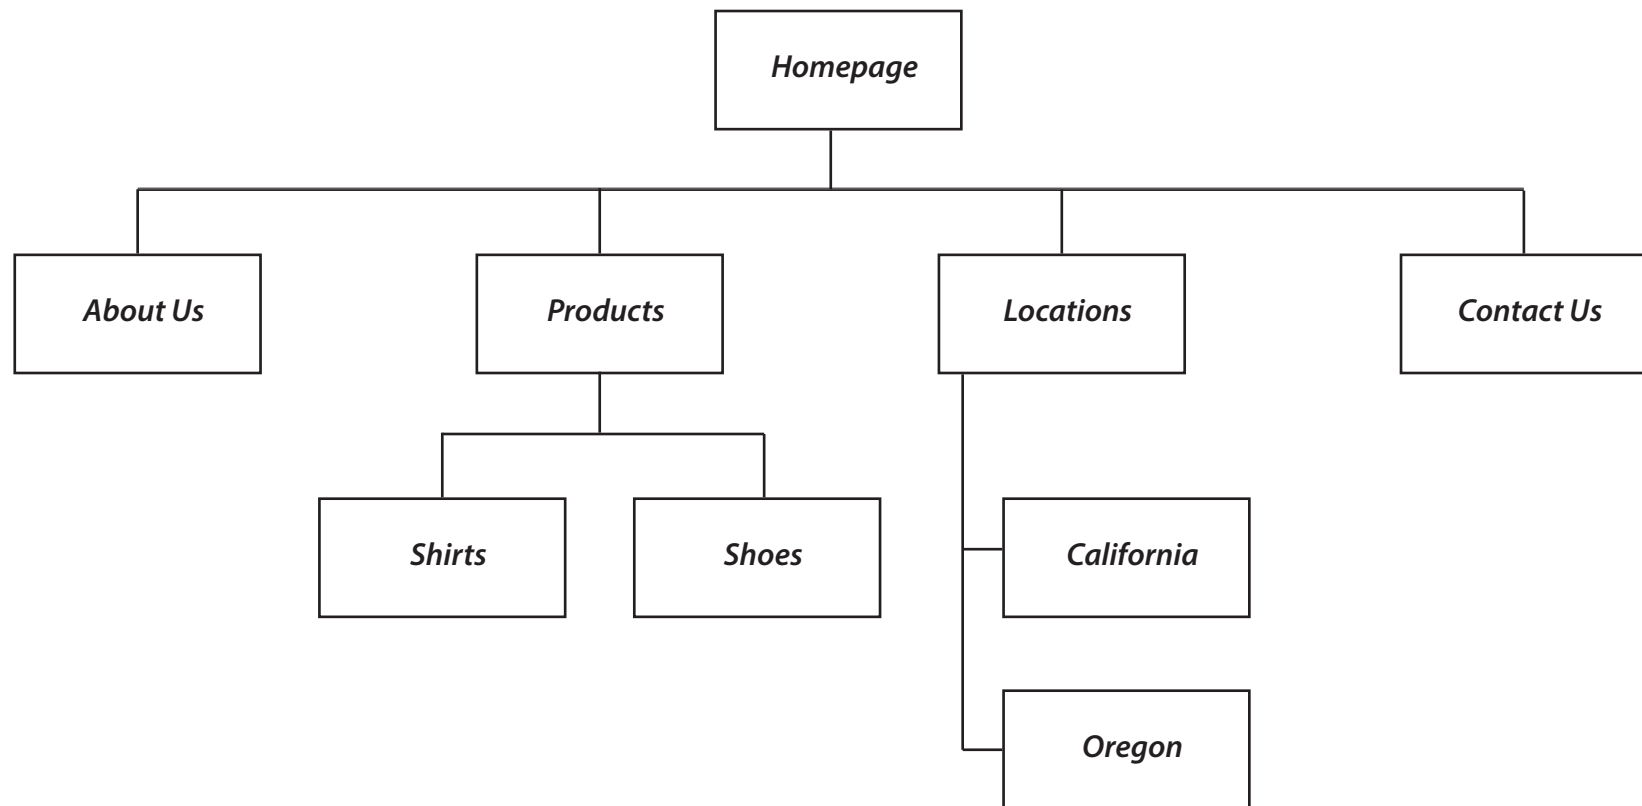 Homepage
About Us
Products
Locations
Contact Us
Shirts
Shoes
California
Oregon